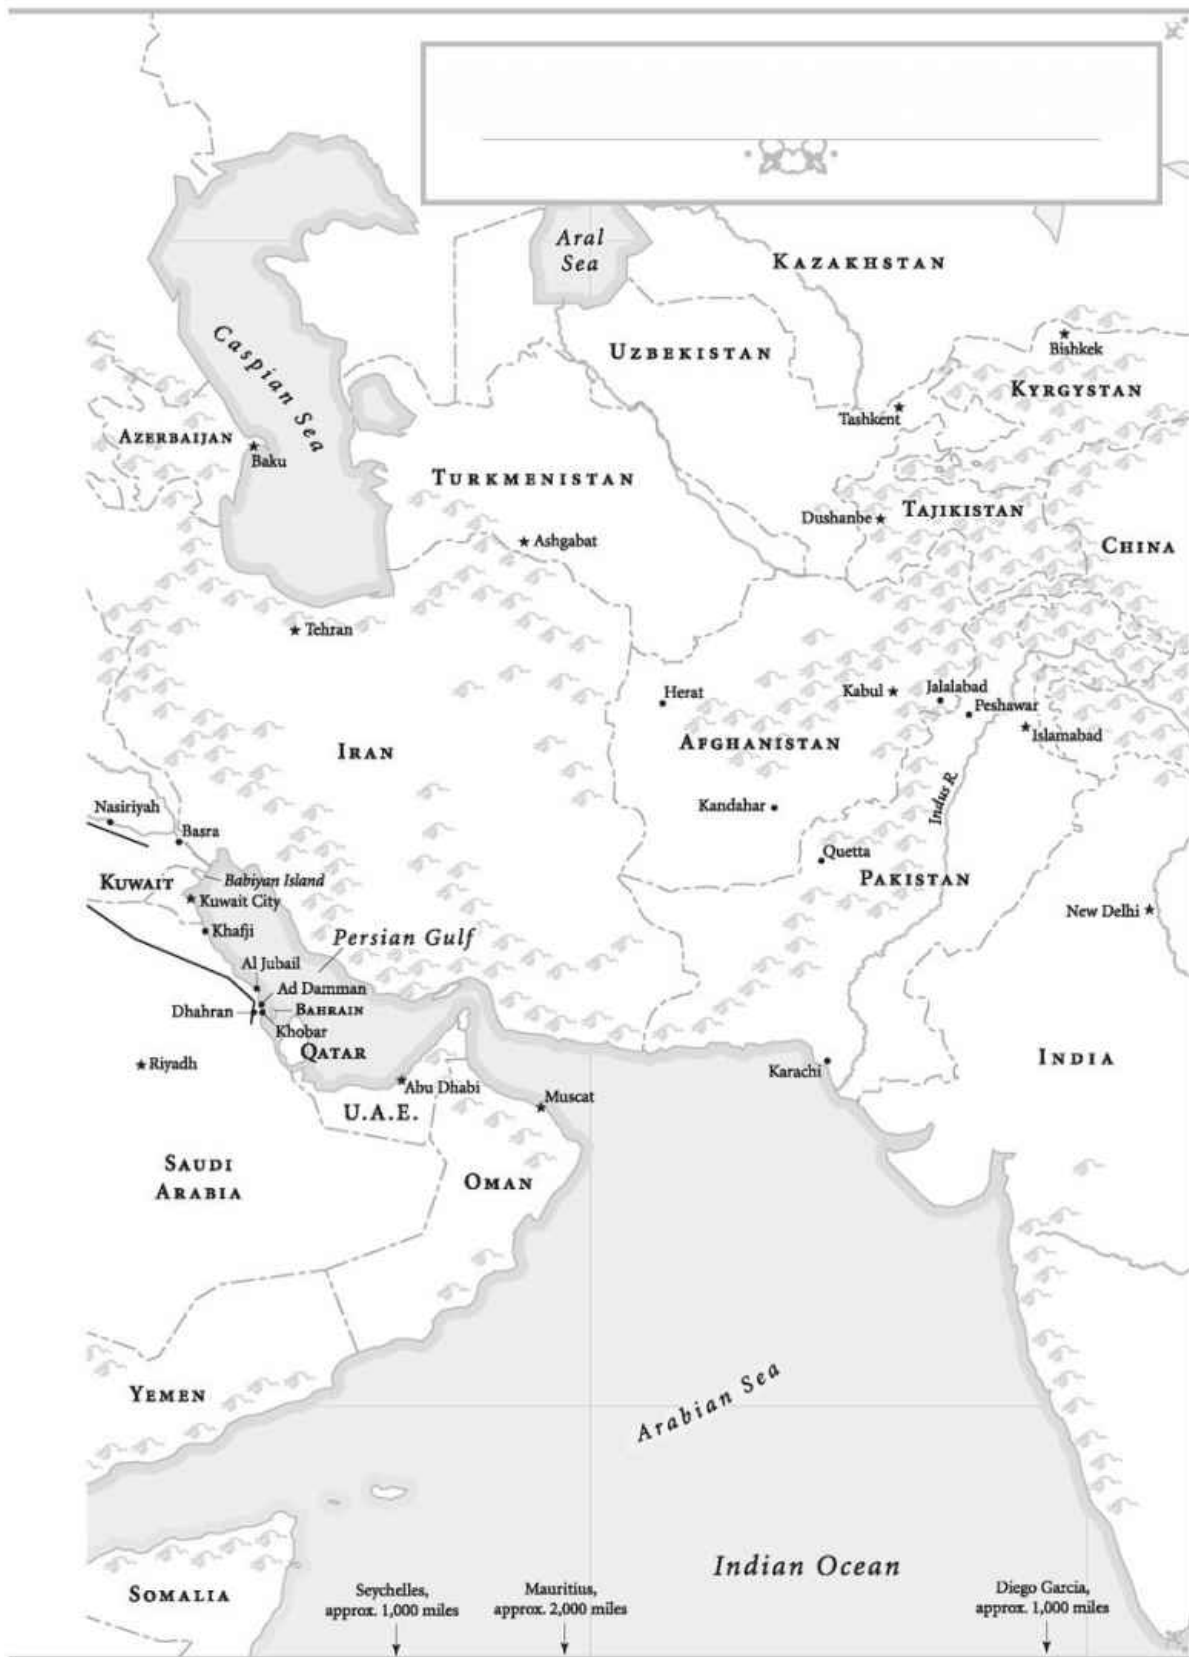 Aral
Sea
KAZAKHSTAN
Caspian Sea
UZBEKISTAN
Bishkek
KYRGYSTAN
Tashkent
AZERBAIJAN
Baku
TURKMENISTAN
TAJIKISTAN
Dushanbe
Ashgabat
CHINA
Tehran
Herat
Kabul
Jalalabad
Peshawar
Islamabad
AFGHANISTAN
IRAN
Indus R.
Kandahar
Nasiriyah
Basra
Quetta
KUWAIT
Babiyan Island
PAKISTAN
Kuwait City
New Delhi
Khafji
Persian Gulf
Al Jubail
Ad Damman
Dhahran
BAHRAIN
Khobar
QATAR
Riyadh
INDIA
Karachi
Abu Dhabi
Muscat
U.A.E.
SAUDI
ARABIA
OMAN
YEMEN
Arabian Sea
Indian Ocean
SOMALIA
Seychelles,
approx. 1,000 miles
Mauritius,
approx. 2,000 miles
Diego Garcia,
approx. 1,000 miles